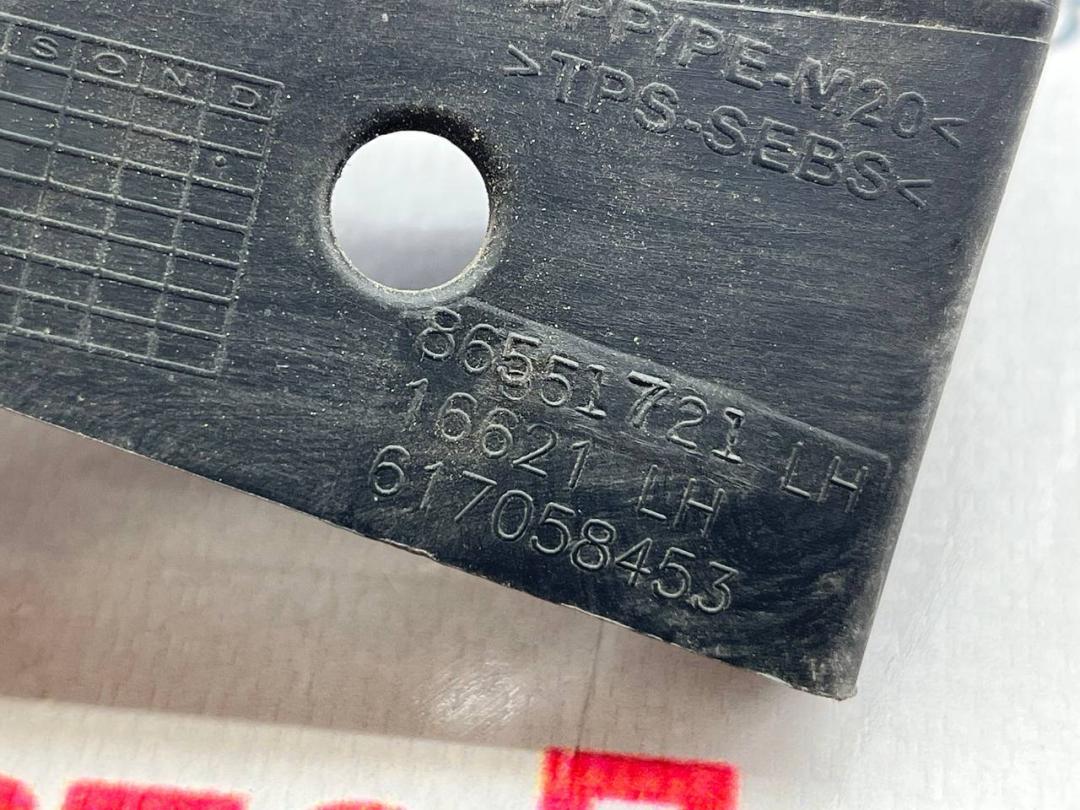 >PP/PE-M20<
>TPS-SEBS<
S O N D
86551721 LH
16621 LH
617058453